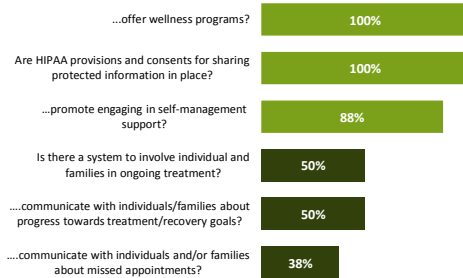 ...offer wellness programs?
100%
Are HIPAA provisions and consents for sharing
protected information in place?
100%
...promote engaging in self-management
support?
88%
Is there a system to involve individual and
families in ongoing treatment?
50%
....communicate with individuals/families about
progress towards treatment/recovery goals?
50%
....communicate with individuals and/or families
about missed appointments?
38%